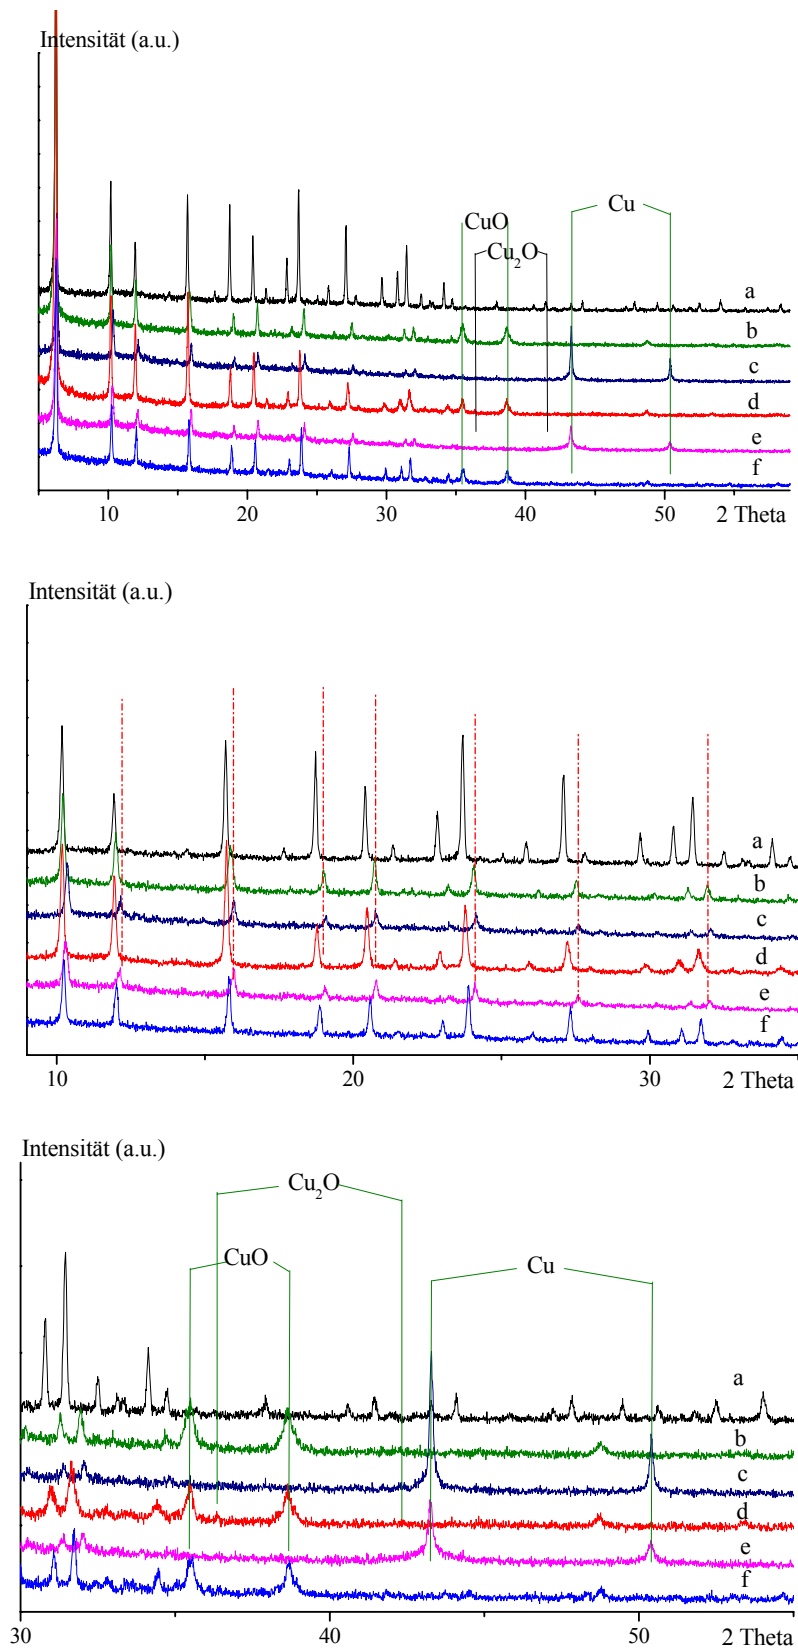 Intensität (a.u.)
Cu
CuO
Cu₂O
a
b
c
d
e
f
10 20 30 40 50 2 Theta
Intensität (a.u.)
a
b
c
d
e
f
10 20 30 2 Theta
Intensität (a.u.)
Cu₂O
CuO Cu
a
b
c
d
e
f
30 40 50 2 Theta